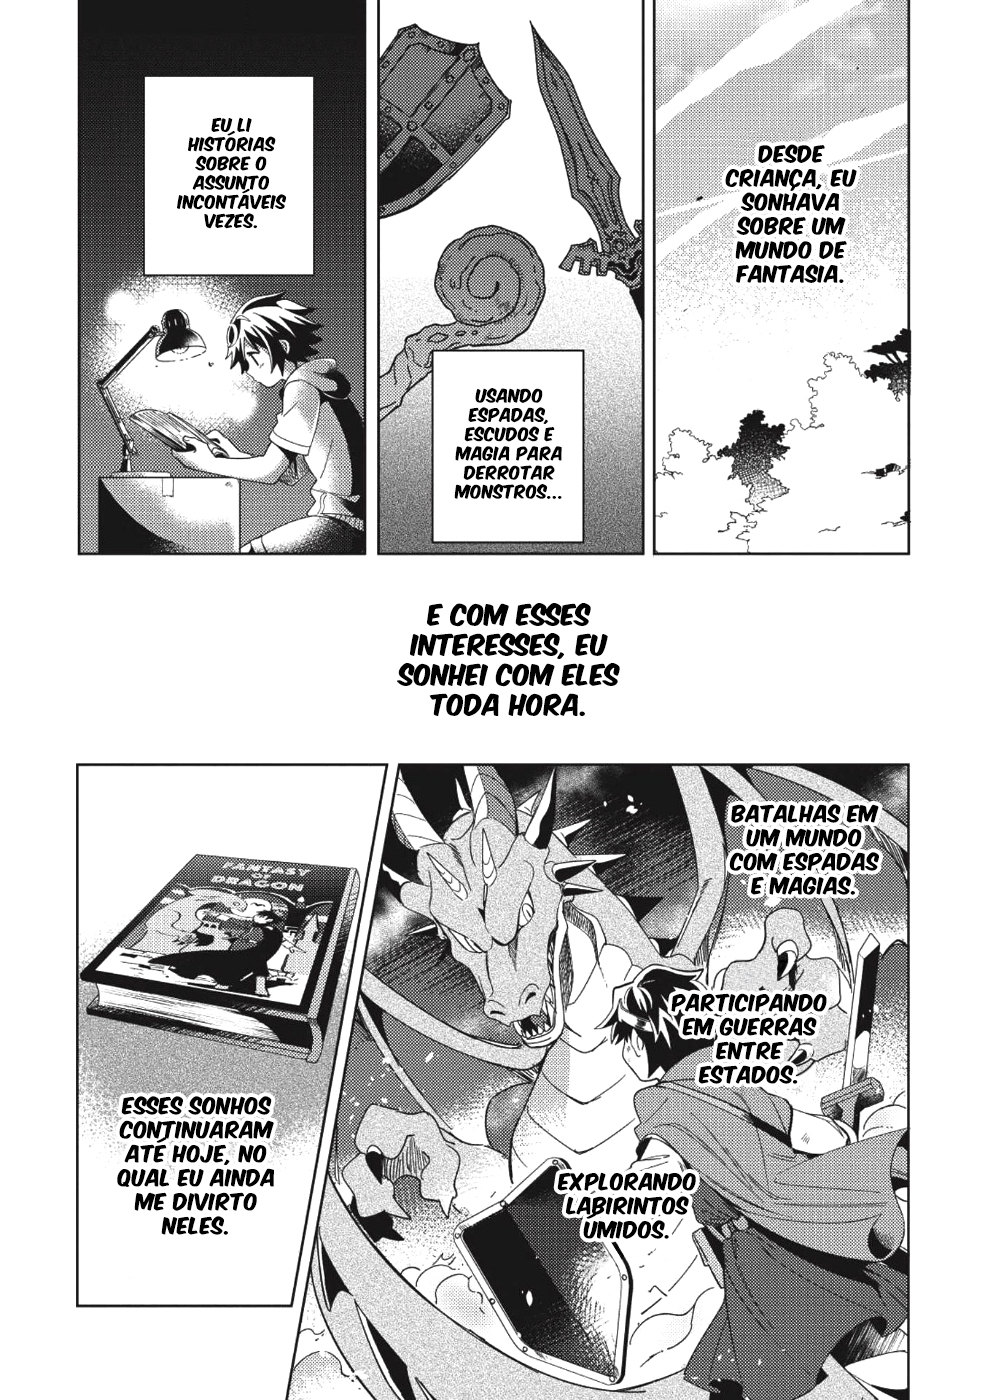 DESDE
CRIANÇA, EU
SONHAVA
SOBRE UM
MUNDO DE
FANTASIA.
USANDO
ESPADAS,
ESCUDOS E
MAGIA PARA
DERROTAR
MONSTROS...
EU LI
HISTÓRIAS
SOBRE O
ASSUNTO
INCONTÁVEIS
VEZES.
E COM ESSES
INTERESSES, EU
SONHEI COM ELES
TODA HORA.
BATALHAS EM
UM MUNDO
COM ESPADAS
E MAGIAS.
PARTICIPANDO
EM GUERRAS
ENTRE
ESTADOS.
EXPLORANDO
LABIRINTOS
ÚMIDOS.
FANTASY
OF
DRAGON
ESSES SONHOS
CONTINUARAM
ATÉ HOJE, NO
QUAL EU AINDA
ME DIVIRTO
NELES.